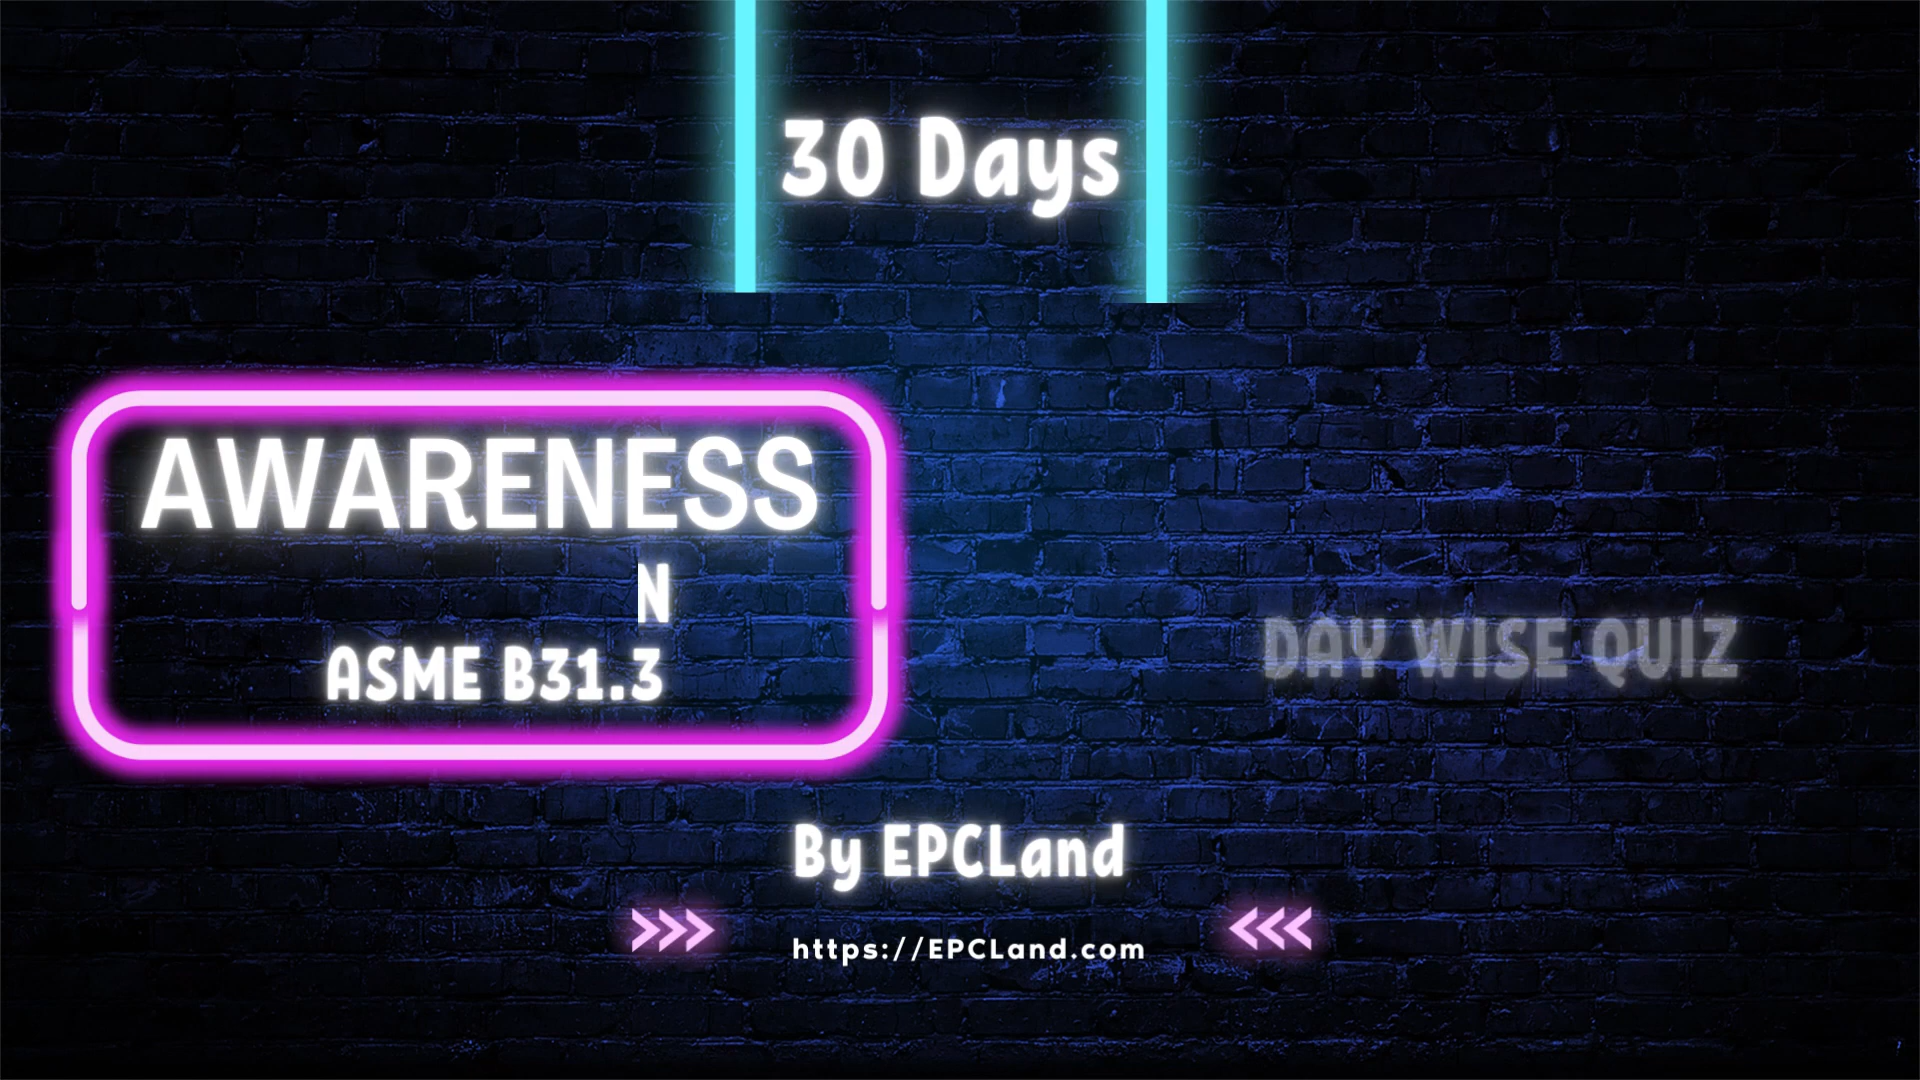 30 Days
AWARENESS
N
ASME B31.3
DAY WISE QUIZ
By EPCLand
https://EPCLand.com